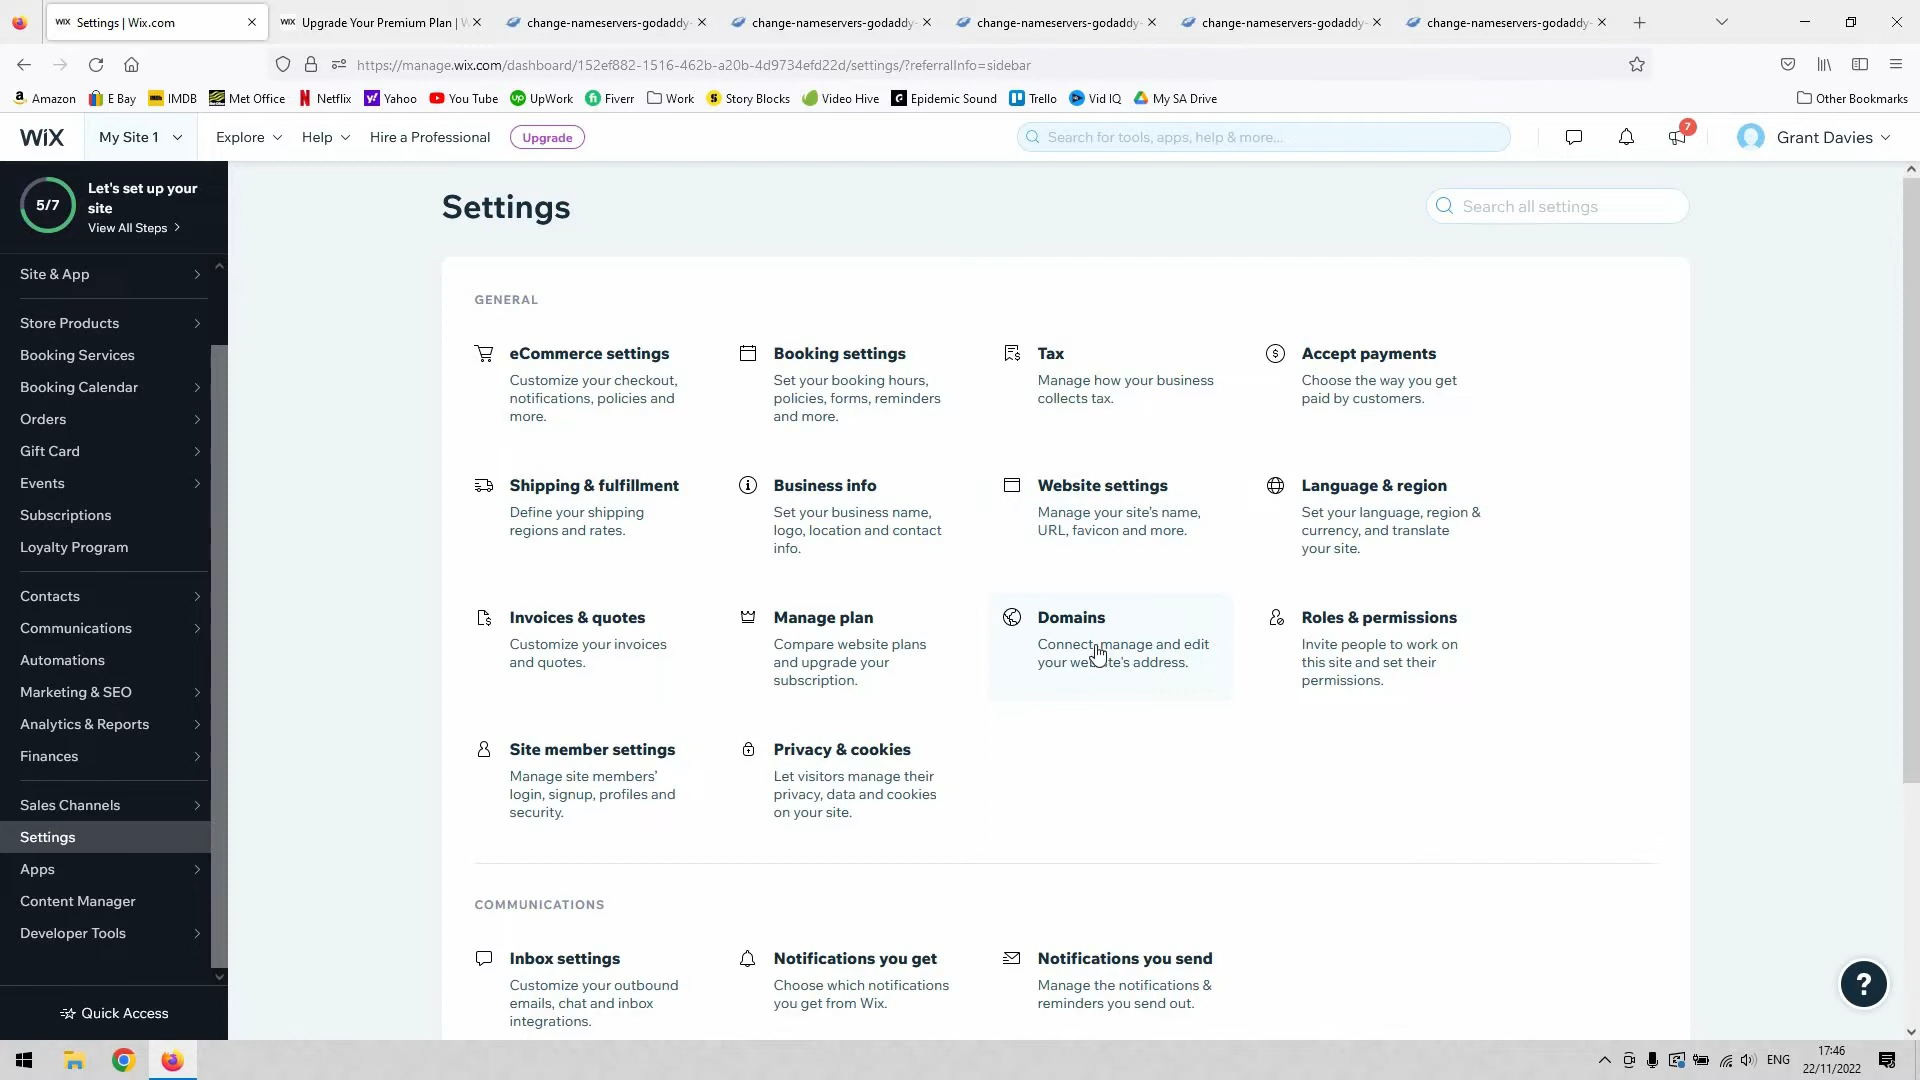 Settings | Wix.com
WIX Upgrade Your Premium Plan | W
change-nameservers-godaddy-
change-nameservers-godaddy-
change-nameservers-godaddy-
change-nameservers-godaddy-
change-nameservers-godaddy-
https://manage.wix.com/dashboard/152ef882-1516-462b-a20b-4d9734efd22d/settings/?referralInfo=sidebar
Amazon
E Bay
IMDB
Met Office
Netflix
Yahoo
You Tube
UpWork
Fiverr
Work
Story Blocks
Video Hive
Epidemic Sound
Trello
Vid IQ
My SA Drive
Other Bookmarks
WIX
My Site 1
Explore
Help
Hire a Professional
Upgrade
Search for tools, apps, help & more...
7
Grant Davies
5/7
Let's set up your
site
View All Steps
Site & App
Store Products
Booking Services
Booking Calendar
Orders
Gift Card
Events
Subscriptions
Loyalty Program
Contacts
Communications
Automations
Marketing & SEO
Analytics & Reports
Finances
Sales Channels
Settings
Apps
Content Manager
Developer Tools
Quick Access
Settings
Search all settings
GENERAL
eCommerce settings
Customize your checkout,
notifications, policies and
more.
Booking settings
Set your booking hours,
policies, forms, reminders
and more.
Tax
Manage how your business
collects tax.
Accept payments
Choose the way you get
paid by customers.
Shipping & fulfillment
Define your shipping
regions and rates.
Business info
Set your business name,
logo, location and contact
info.
Website settings
Manage your site's name,
URL, favicon and more.
Language & region
Set your language, region &
currency, and translate
your site.
Invoices & quotes
Customize your invoices
and quotes.
Manage plan
Compare website plans
and upgrade your
subscription.
Domains
Connect, manage and edit
your website's address.
Roles & permissions
Invite people to work on
this site and set their
permissions.
Site member settings
Manage site members'
login, signup, profiles and
security.
Privacy & cookies
Let visitors manage their
privacy, data and cookies
on your site.
COMMUNICATIONS
Inbox settings
Customize your outbound
emails, chat and inbox
integrations.
Notifications you get
Choose which notifications
you get from Wix.
Notifications you send
Manage the notifications &
reminders you send out.
?
ENG
17:46
22/11/2022